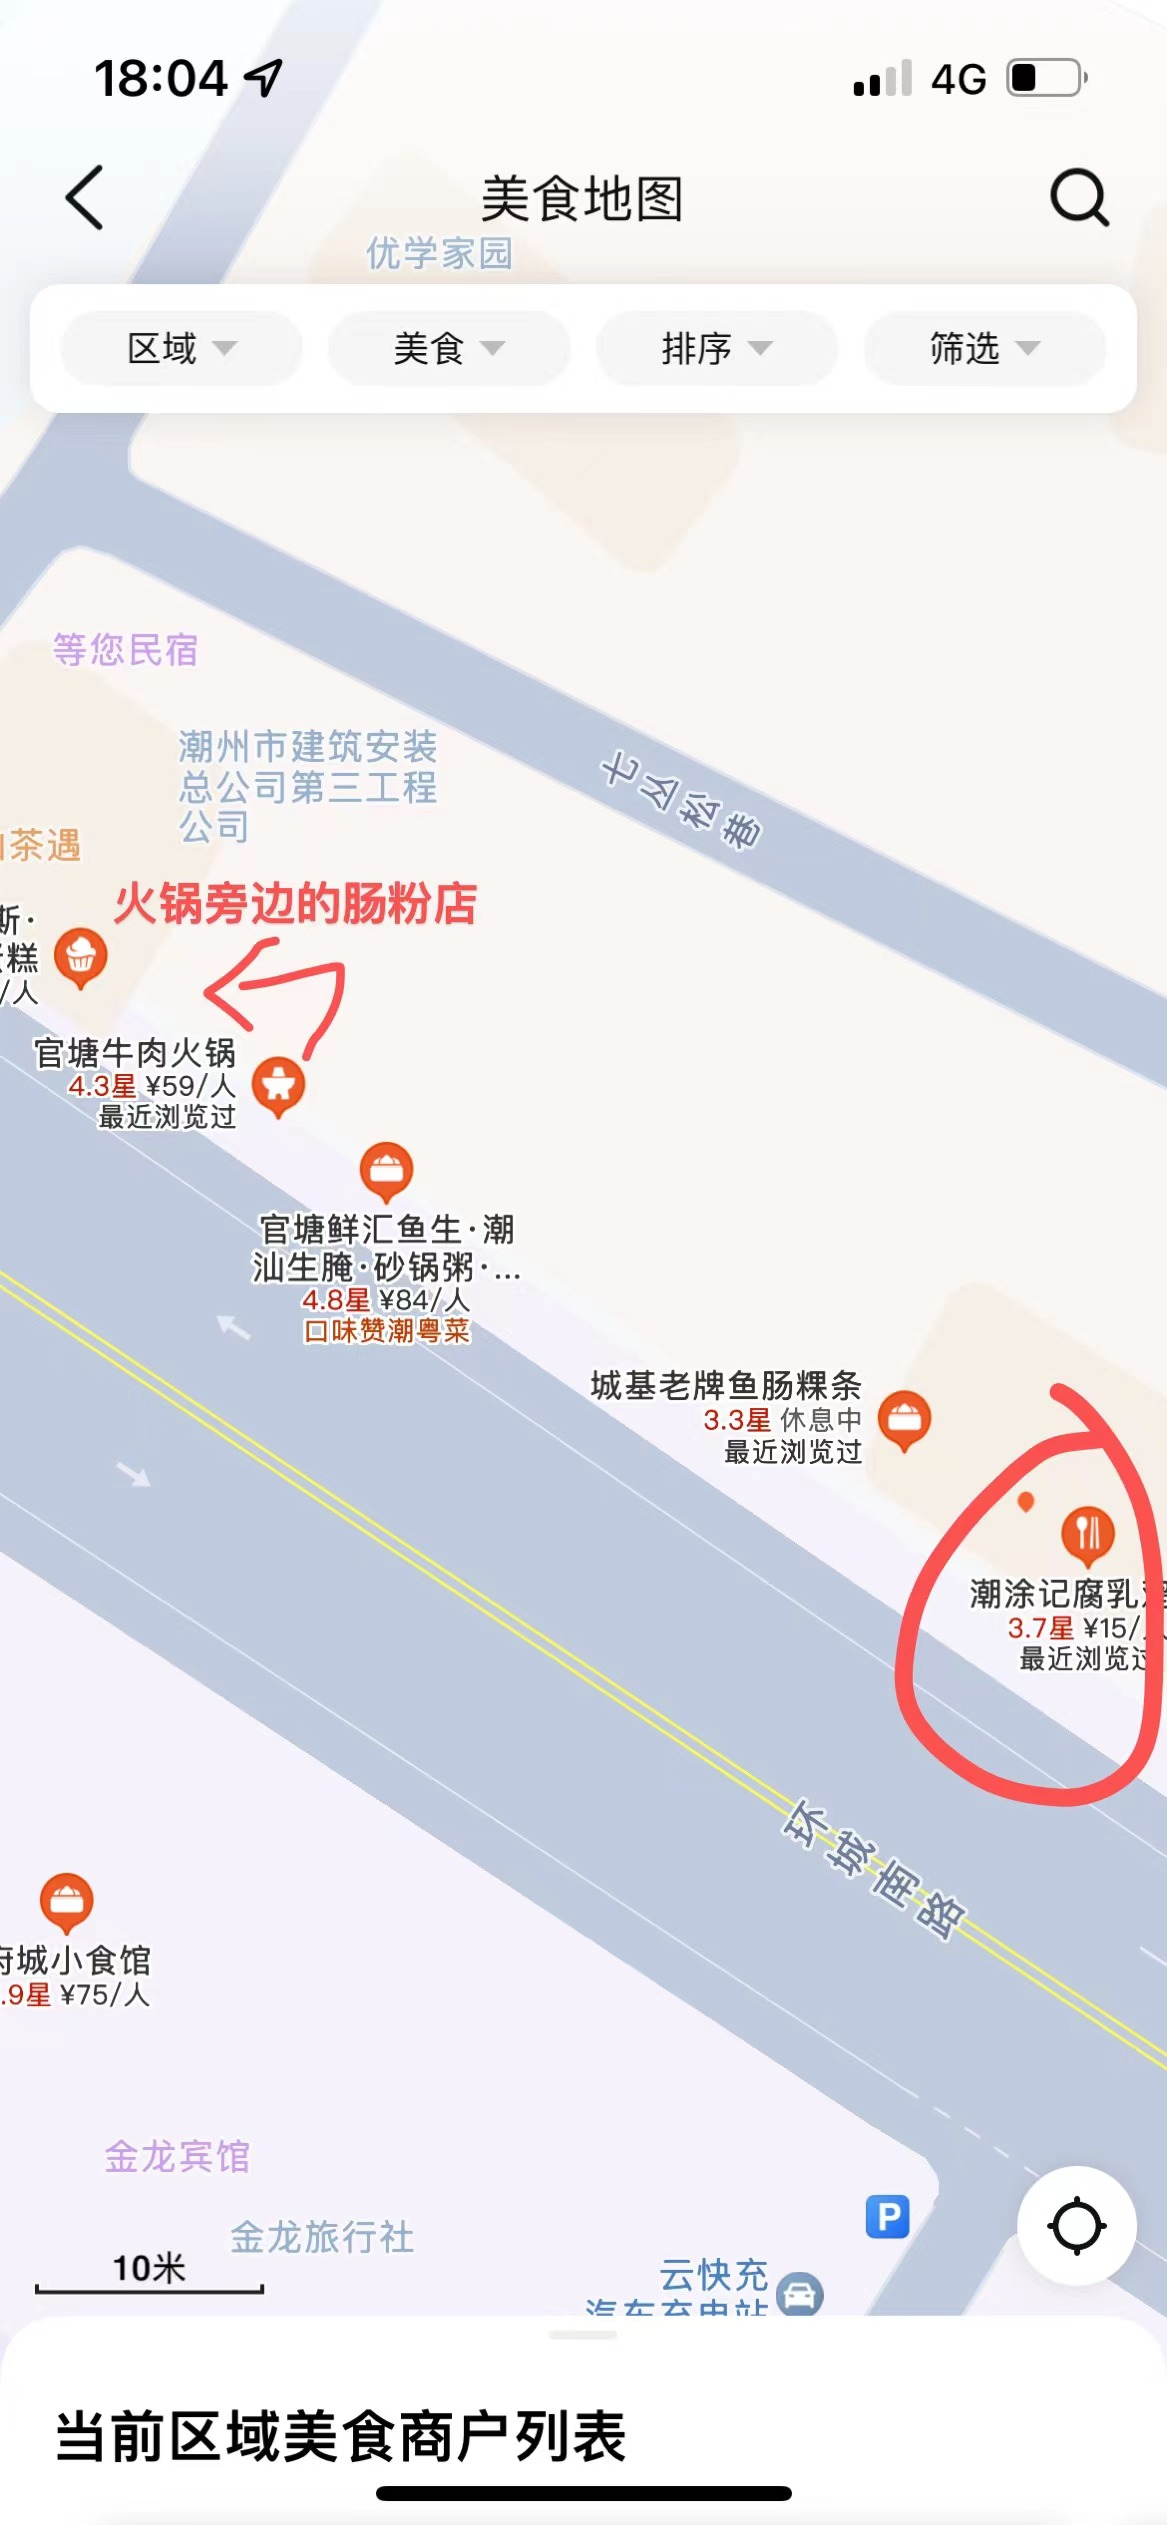 18:04
4G
美食地图
优学家园
区域
美食
排序
筛选
等您民宿
七丛松巷
潮州市建筑安装
总公司第三工程
公司
茶遇
火锅旁边的肠粉店
斯·
糕
/人
官塘牛肉火锅
4.3星 ¥59/人
最近浏览过
官塘鲜汇鱼生·潮
汕生腌·砂锅粥·...
4.8星 ¥84/人
口味赞潮粤菜
城基老牌鱼肠粿条
3.3星 休息中
最近浏览过
潮涂记腐乳
3.7星 ¥15/
最近浏览过
环城南路
城小食馆
.9星 ¥75/人
金龙宾馆
金龙旅行社
10米
P
云快充
汽车充电站
当前区域美食商户列表